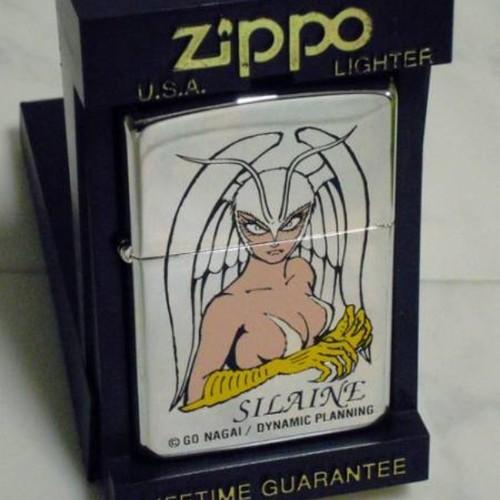 zippo
U.S.A. LIGHTER
SILAINE
© GO NAGAI / DYNAMIC PLANNING
LIFETIME GUARANTEE